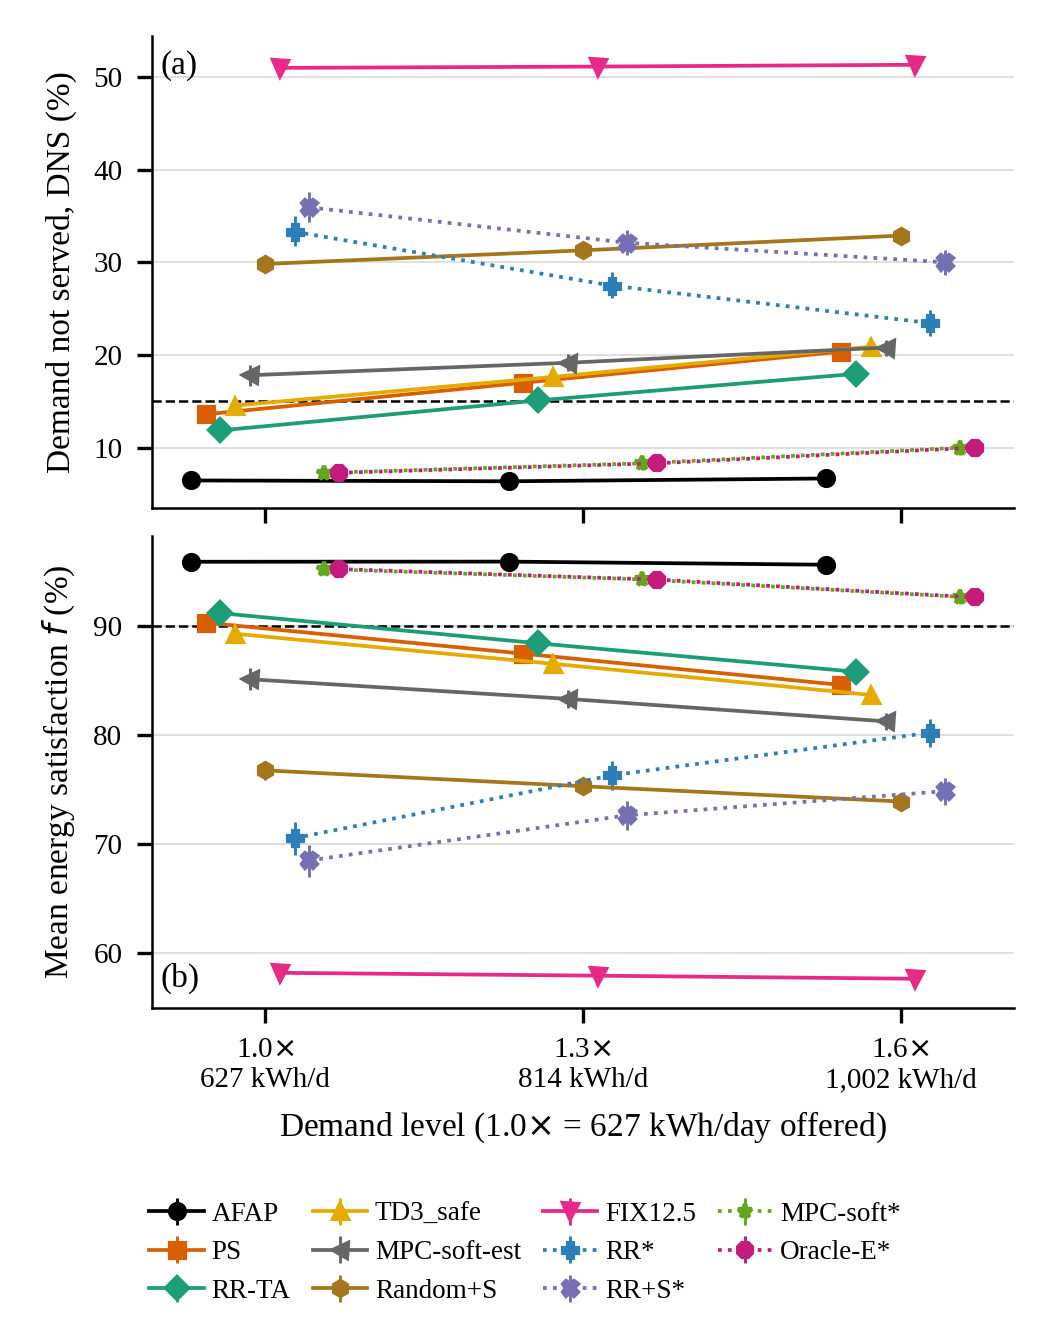 (a)
50
40
30
20
10
Demand not served, DNS (%)
90
80
70
60
Mean energy satisfaction f (%)
(b)
1.0× 1.3× 1.6×
627 kWh/d 814 kWh/d 1,002 kWh/d
Demand level (1.0× = 627 kWh/day offered)
AFAP TD3_safe FIX12.5 MPC-soft*
PS MPC-soft-est RR* Oracle-E*
RR-TA Random+S RR+S*